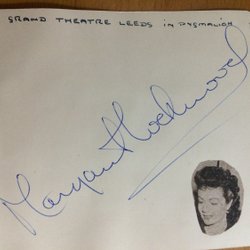 GRAND THEATRE LEEDS in PYGMALION
Margaret Lockwood